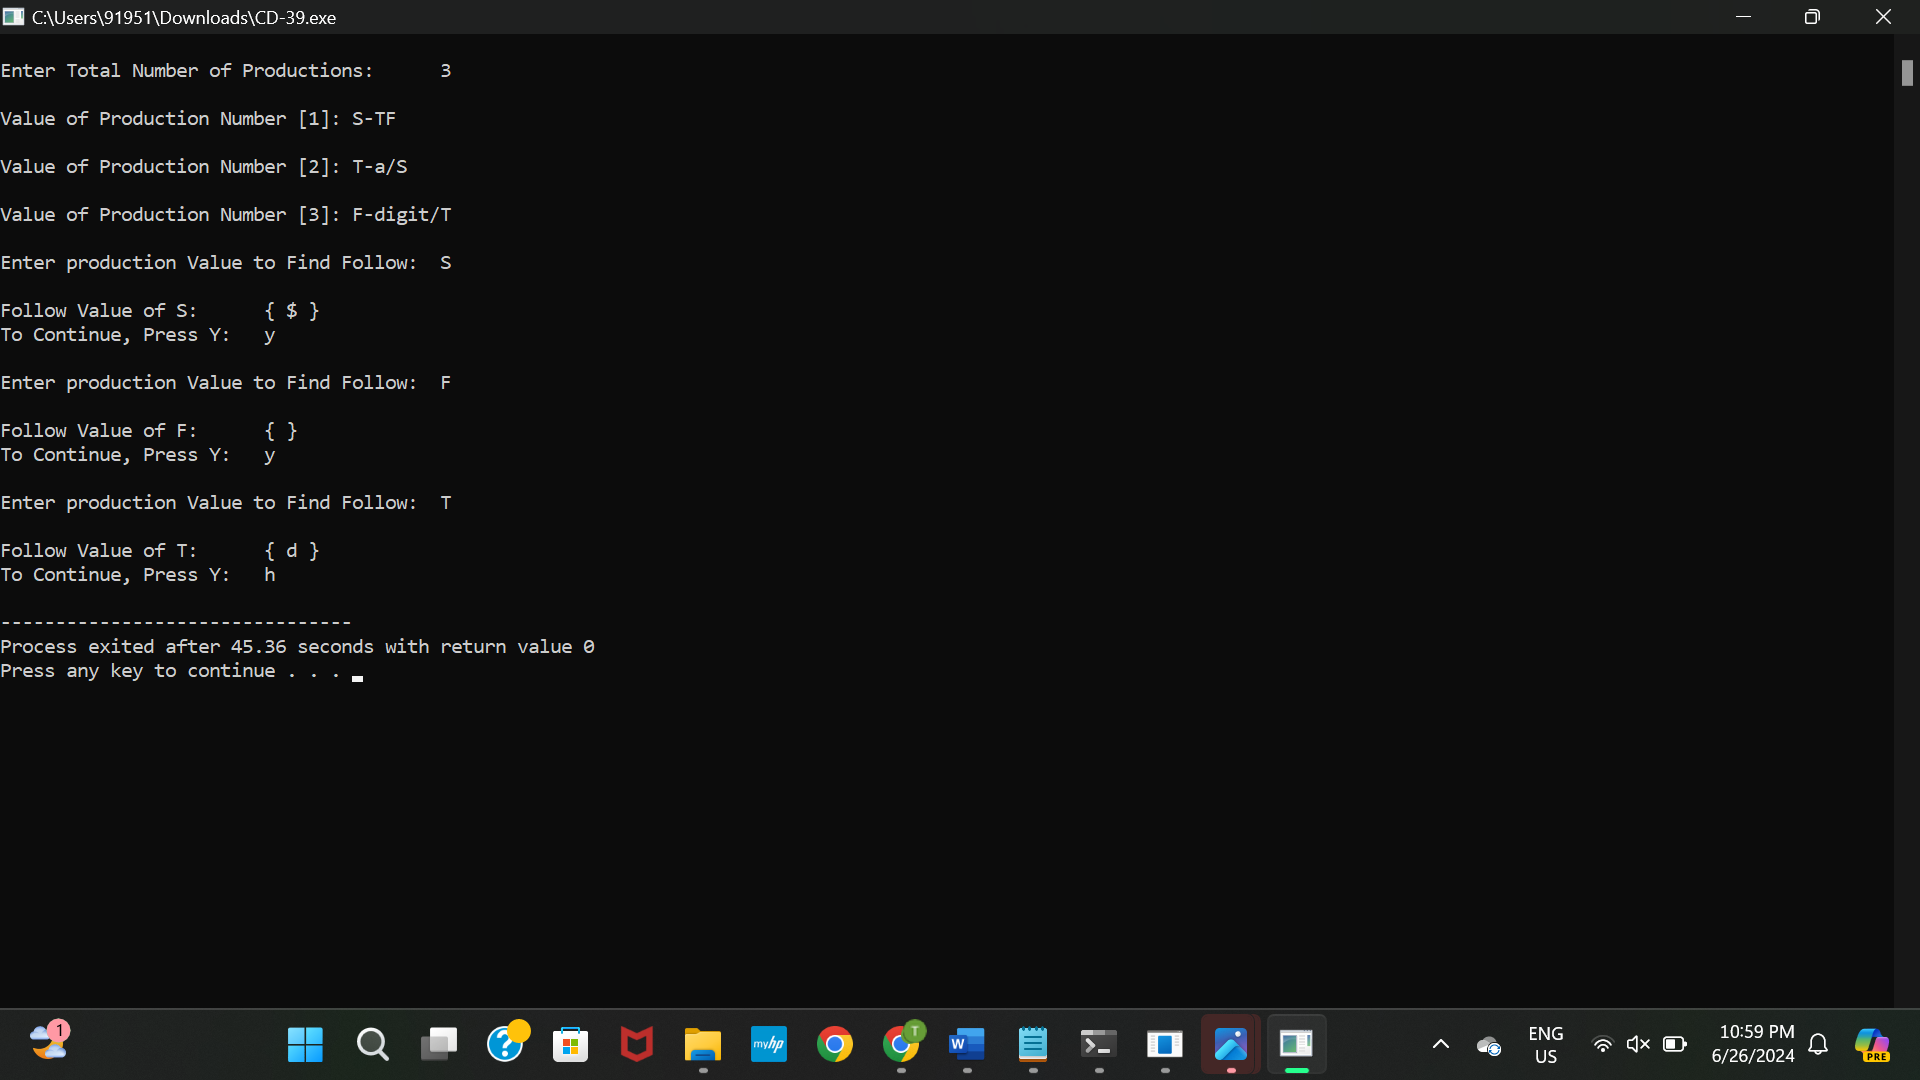 C:\Users\91951\Downloads\CD-39.exe
Enter Total Number of Productions: 3
Value of Production Number [1]: S-TF
Value of Production Number [2]: T-a/S
Value of Production Number [3]: F-digit/T
Enter production Value to Find Follow: S
Follow Value of S: { $ }
To Continue, Press Y: y
Enter production Value to Find Follow: F
Follow Value of F: { }
To Continue, Press Y: y
Enter production Value to Find Follow: T
Follow Value of T: { d }
To Continue, Press Y: h
--------------------------------
Process exited after 45.36 seconds with return value 0
Press any key to continue . . .
1
myhp
T
W
ENG
US
10:59 PM
6/26/2024
PRE